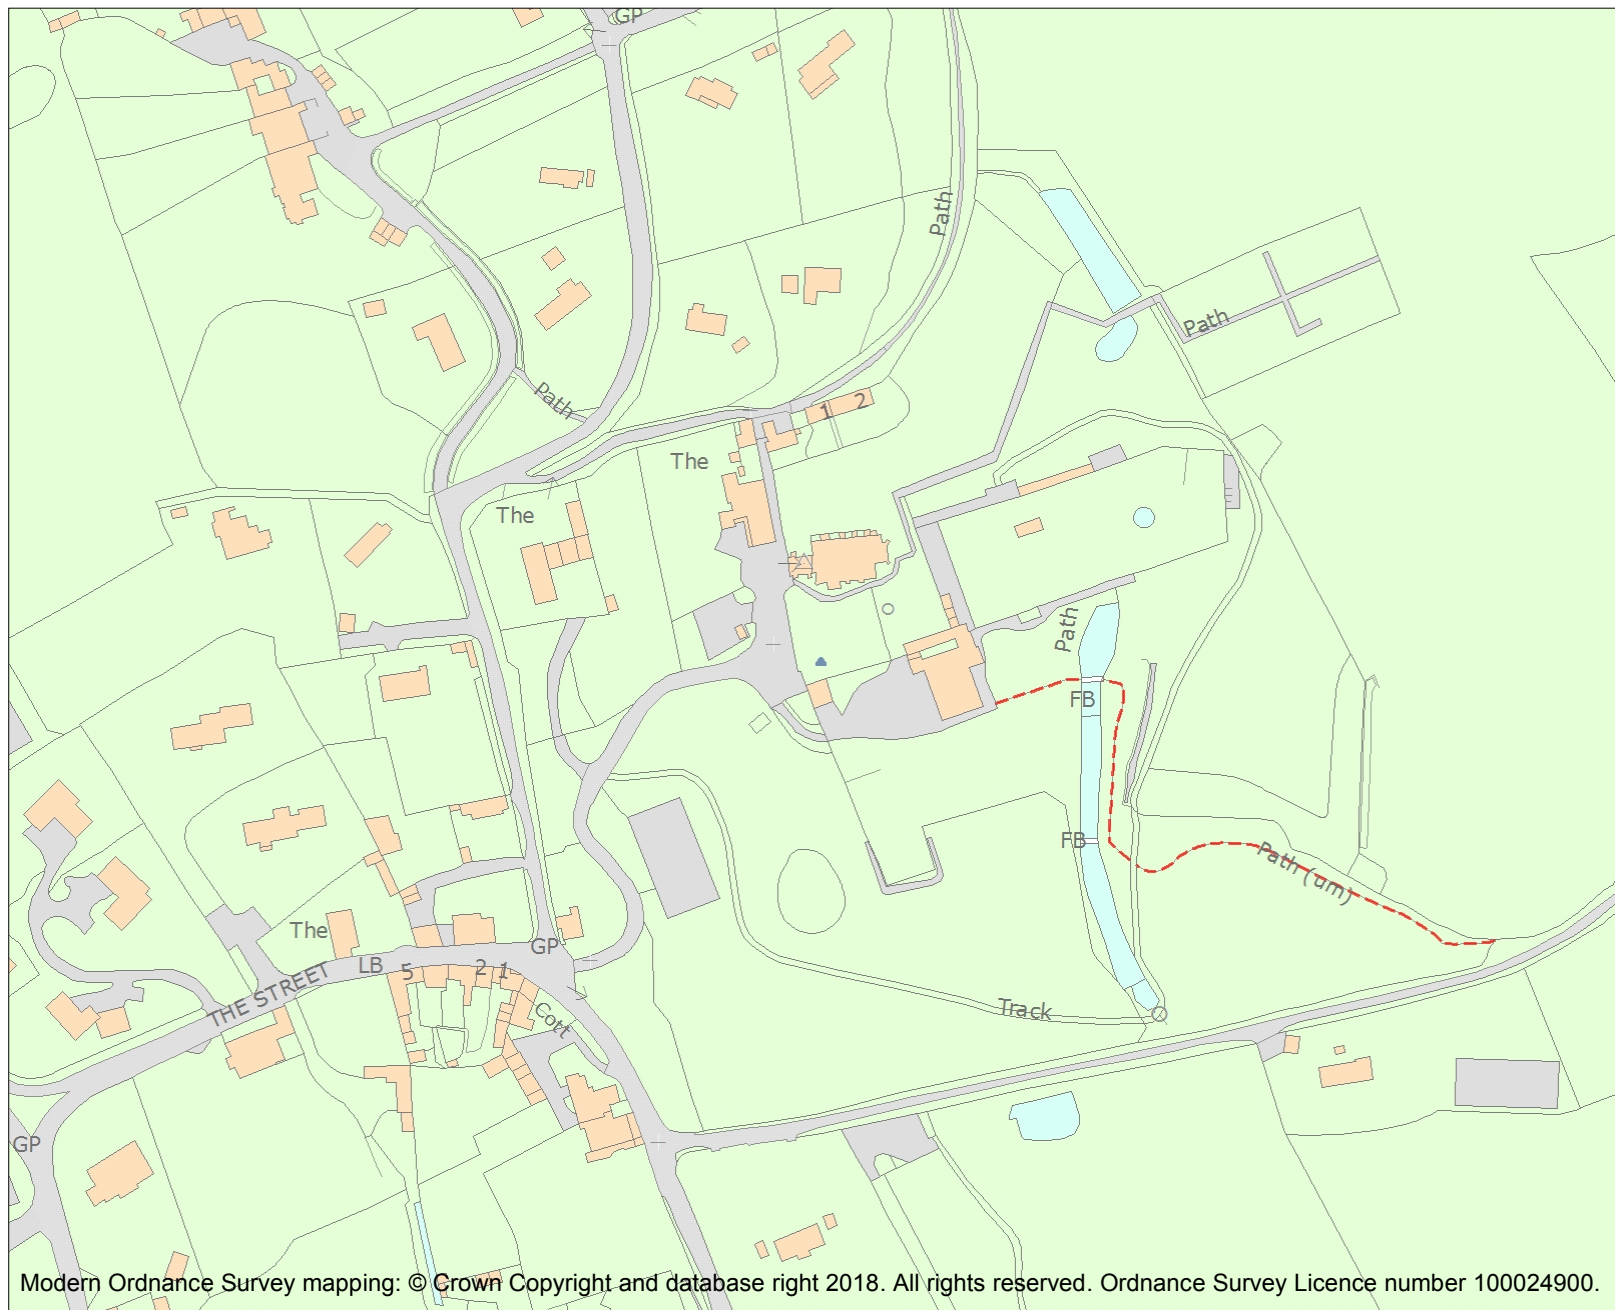 GP
Path
Path
Path
1 2
The
The
Path
FB
FB
Path (um)
The
LB
5
2
1
GP
THE STREET
Cott
Track
GP
Modern Ordnance Survey mapping: © Crown Copyright and database right 2018. All rights reserved. Ordnance Survey Licence number 100024900.